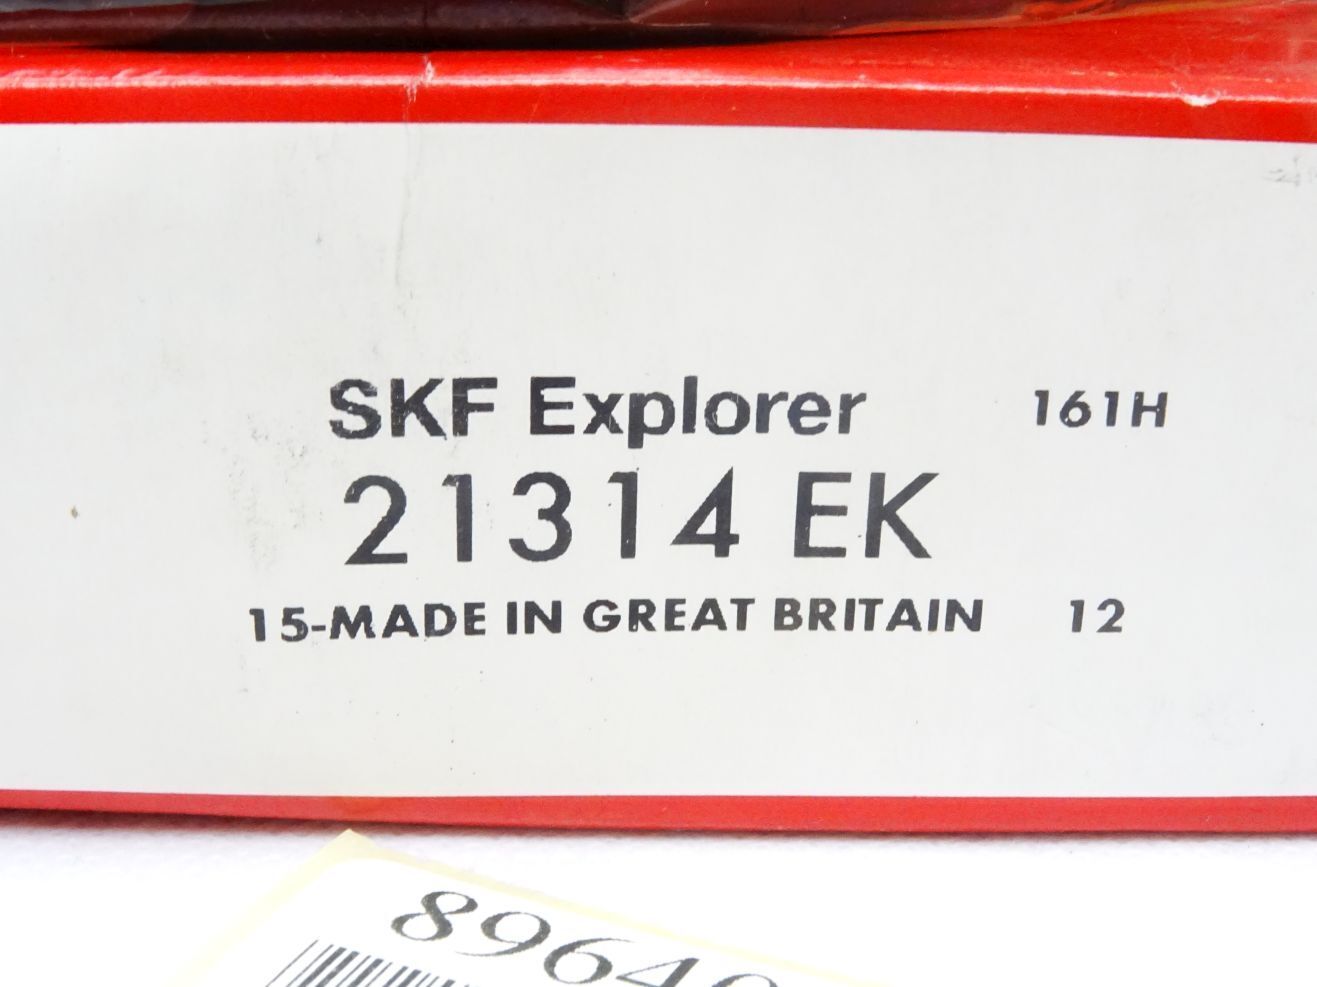 SKF Explorer 161H
21314 EK
15-MADE IN GREAT BRITAIN 12